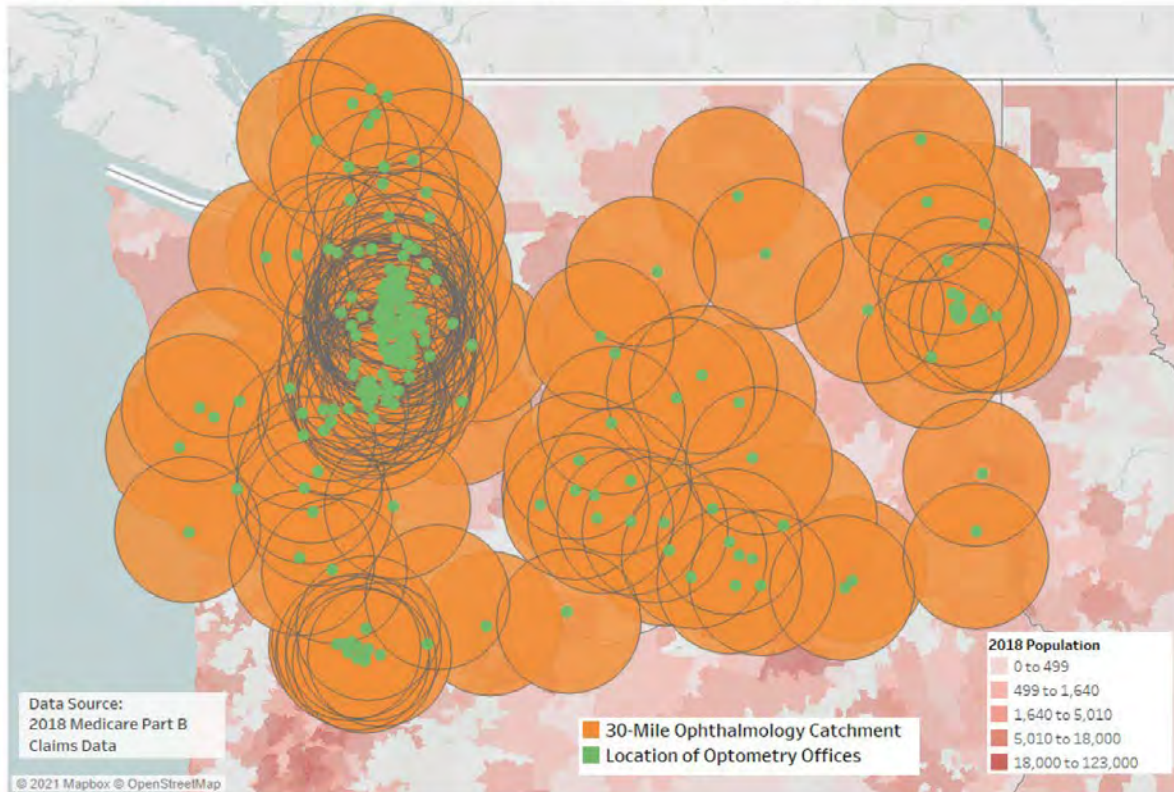 2018 Population
0 to 499
499 to 1,640
1,640 to 5,010
5,010 to 18,000
18,000 to 123,000
Data Source:
2018 Medicare Part B
Claims Data
30-Mile Ophthalmology Catchment
Location of Optometry Offices
© 2021 Mapbox © OpenStreetMap